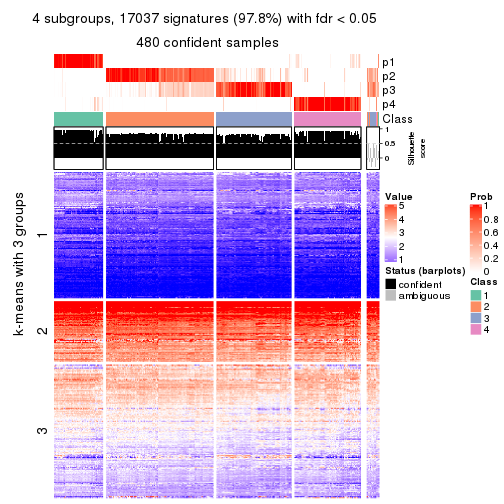 4 subgroups, 17037 signatures (97.8%) with fdr < 0.05
480 confident samples
p1
p2
p3
p4
Class
1
0.5
0
Silhouette
score
k-means with 3 groups
1
2
3
Value
5
4
3
2
1
Status (barplots)
confident
ambiguous
Prob
1
0.8
0.6
0.4
0.2
0
Class
1
2
3
4